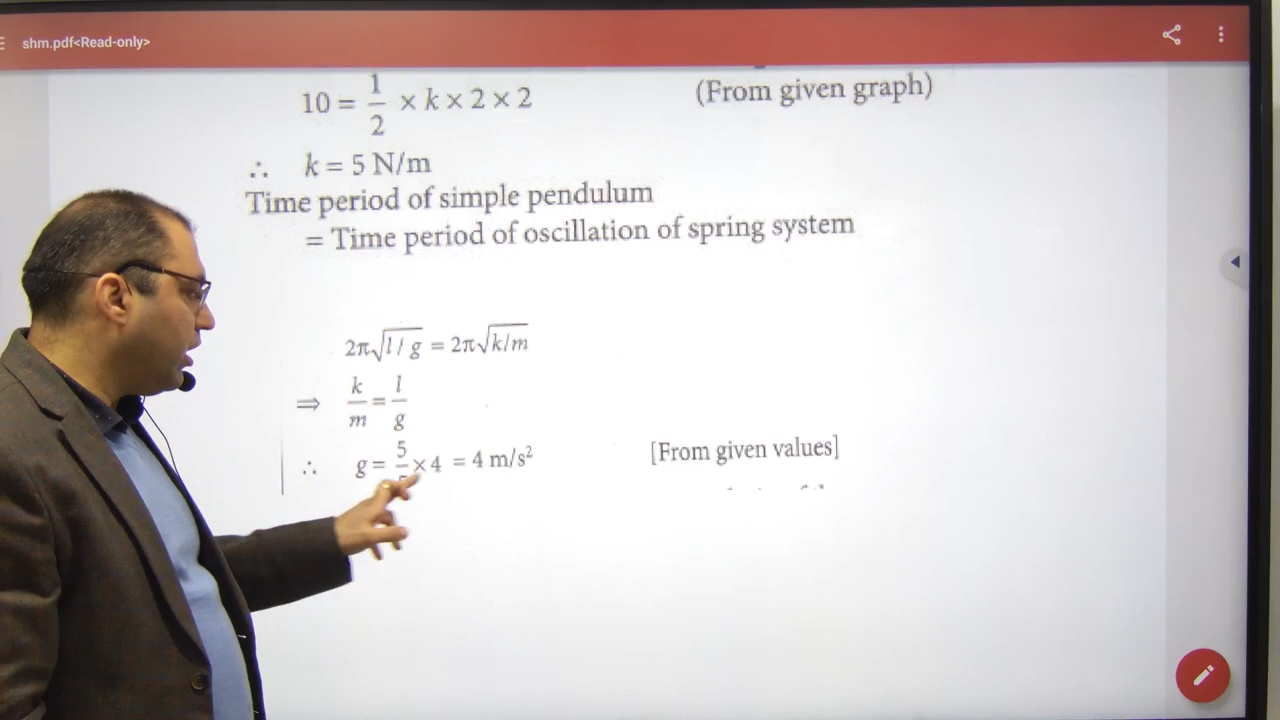 shm.pdf<Read-only>
10 = 1/2 × k × 2 × 2 (From given graph)
∴ k = 5 N/m
Time period of simple pendulum
= Time period of oscillation of spring system
2π√l / g = 2π√k/m
⇒ k/m = l/g
∴ g = 5/ × 4 = 4 m/s² [From given values]